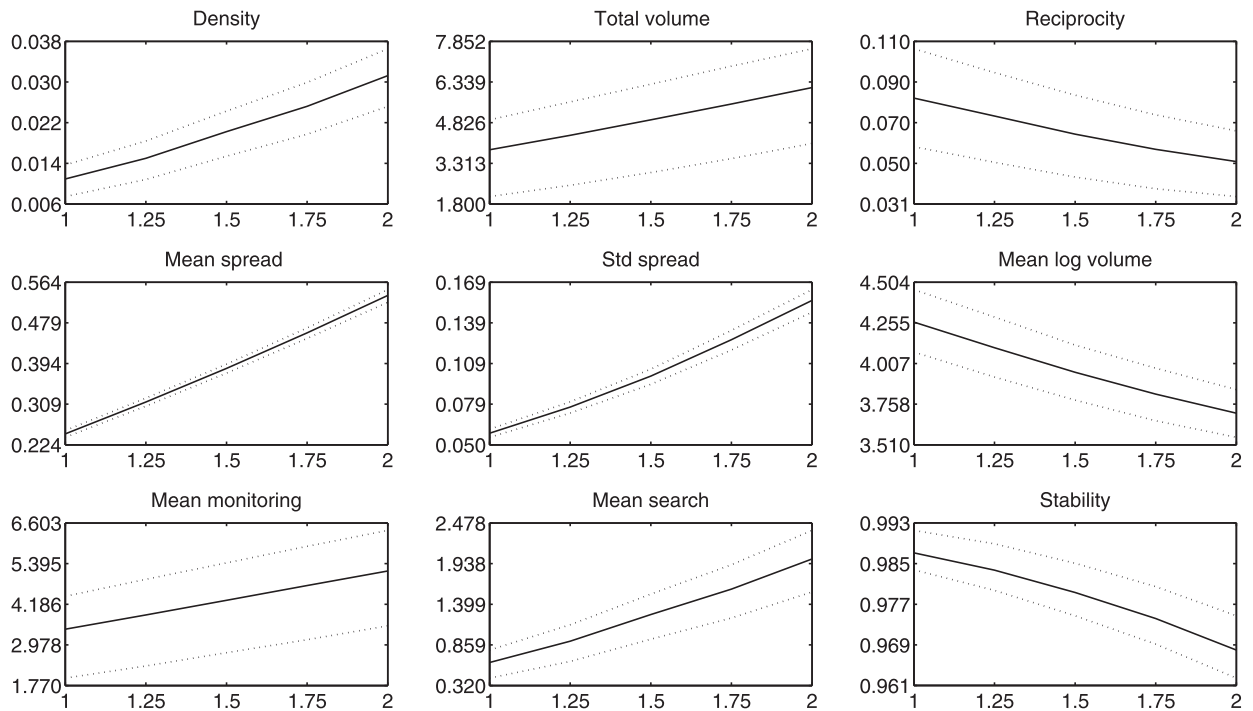 Density Total volume Reciprocity
0.038 7.852 0.110
0.030 6.339 0.090
0.022 4.826 0.070
0.014 3.313 0.050
0.006 1.800 0.031
1 1.25 1.5 1.75 2 1 1.25 1.5 1.75 2 1 1.25 1.5 1.75 2
Mean spread Std spread Mean log volume
0.564 0.169 4.504
0.479 0.139 4.255
0.394 0.109 4.007
0.309 0.079 3.758
0.224 0.050 3.510
1 1.25 1.5 1.75 2 1 1.25 1.5 1.75 2 1 1.25 1.5 1.75 2
Mean monitoring Mean search Stability
6.603 2.478 0.993
5.395 1.938 0.985
4.186 1.399 0.977
2.978 0.859 0.969
1.770 0.320 0.961
1 1.25 1.5 1.75 2 1 1.25 1.5 1.75 2 1 1.25 1.5 1.75 2